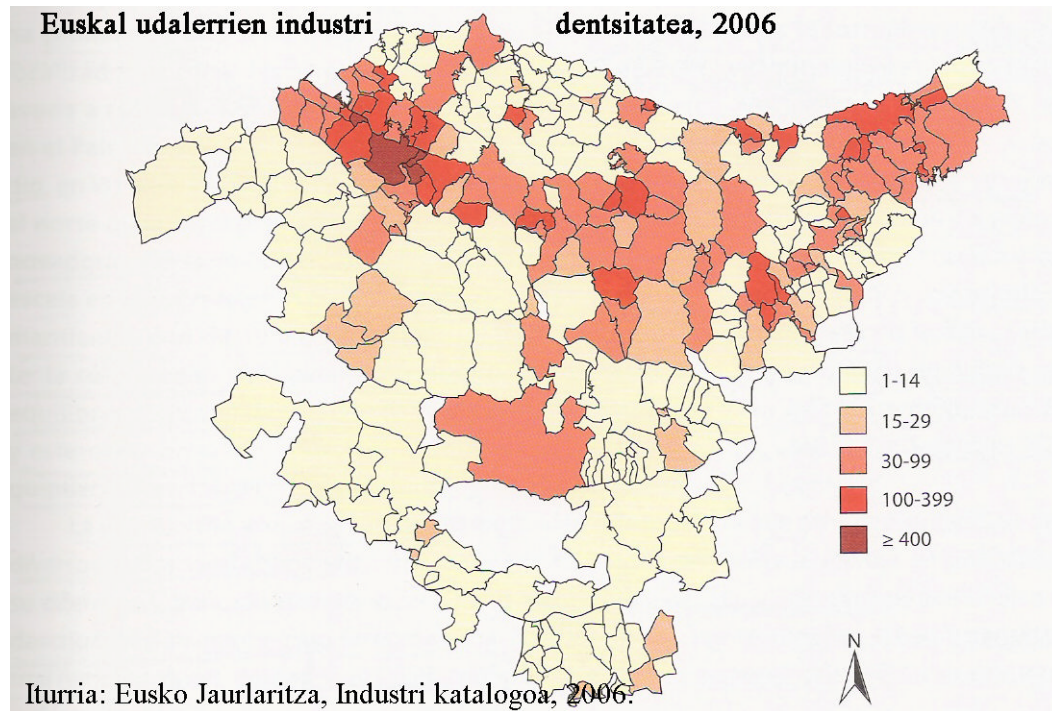 Euskal udalerrien industri dentsitatea, 2006
1-14
15-29
30-99
100-399
≥ 400
N
Iturria: Eusko Jaurlaritza, Industri katalogoa, 2006.